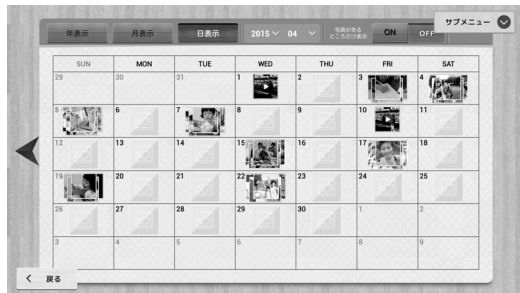 サブメニュー
年表示 月表示 日表示 2015 04 写真がある ON OFF
ところだけ表示
SUN MON TUE WED THU FRI SAT
29 30 31 1 2 3 4
5 6 7 8 9 10 11
12 13 14 15 16 17 18
19 20 21 22 23 24 25
26 27 28 29 30 1 2
3 4 5 6 7 8 9
戻る